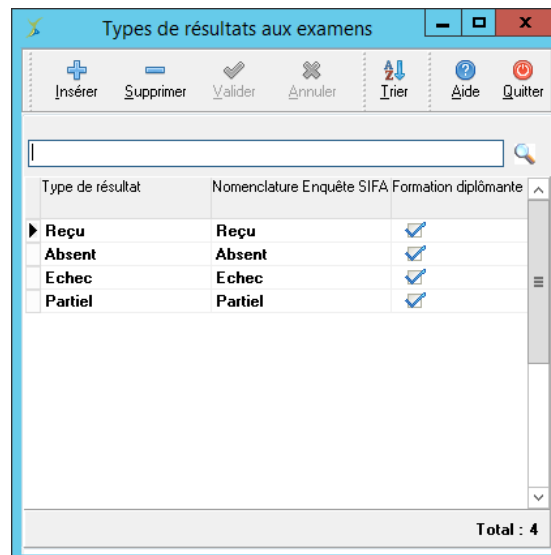 Types de résultats aux examens
Insérer Supprimer Valider Annuler Trier Aide Quitter
Type de résultat Nomenclature Enquête SIFA Formation diplômante
Reçu Reçu
Absent Absent
Echec Echec
Partiel Partiel
Total : 4